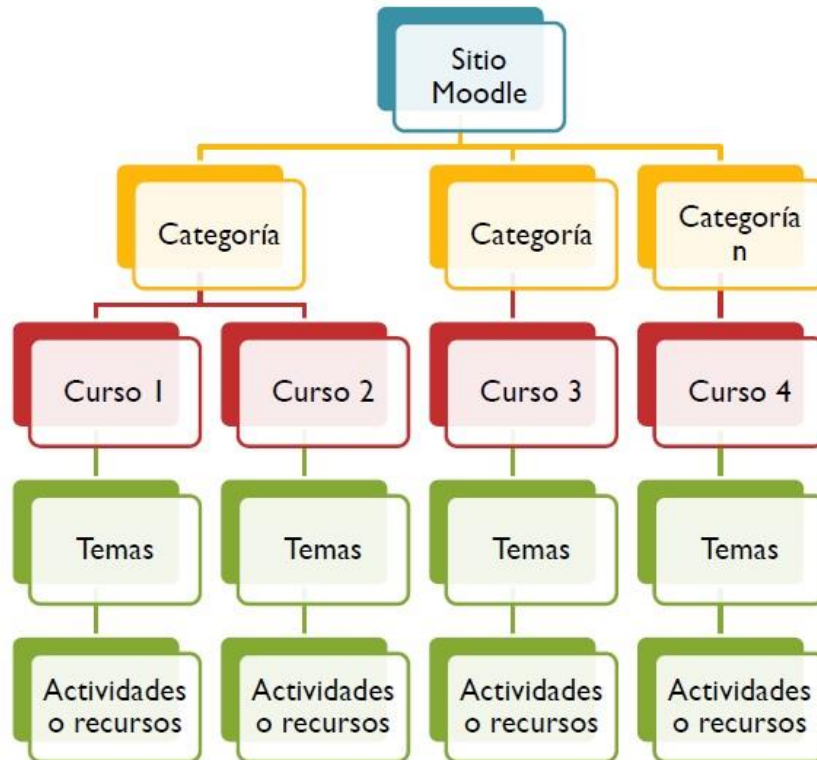 Sitio
Moodle
Categoría
Categoría
Categoría
n
Curso 1
Curso 2
Curso 3
Curso 4
Temas
Temas
Temas
Temas
Actividades
o recursos
Actividades
o recursos
Actividades
o recursos
Actividades
o recursos